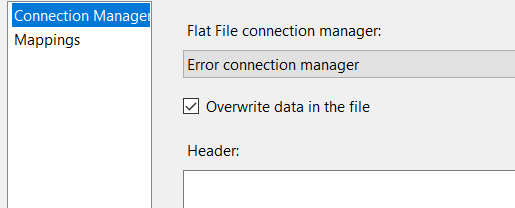 Connection Manager
Mappings
Flat File connection manager:
Error connection manager
Overwrite data in the file
Header: